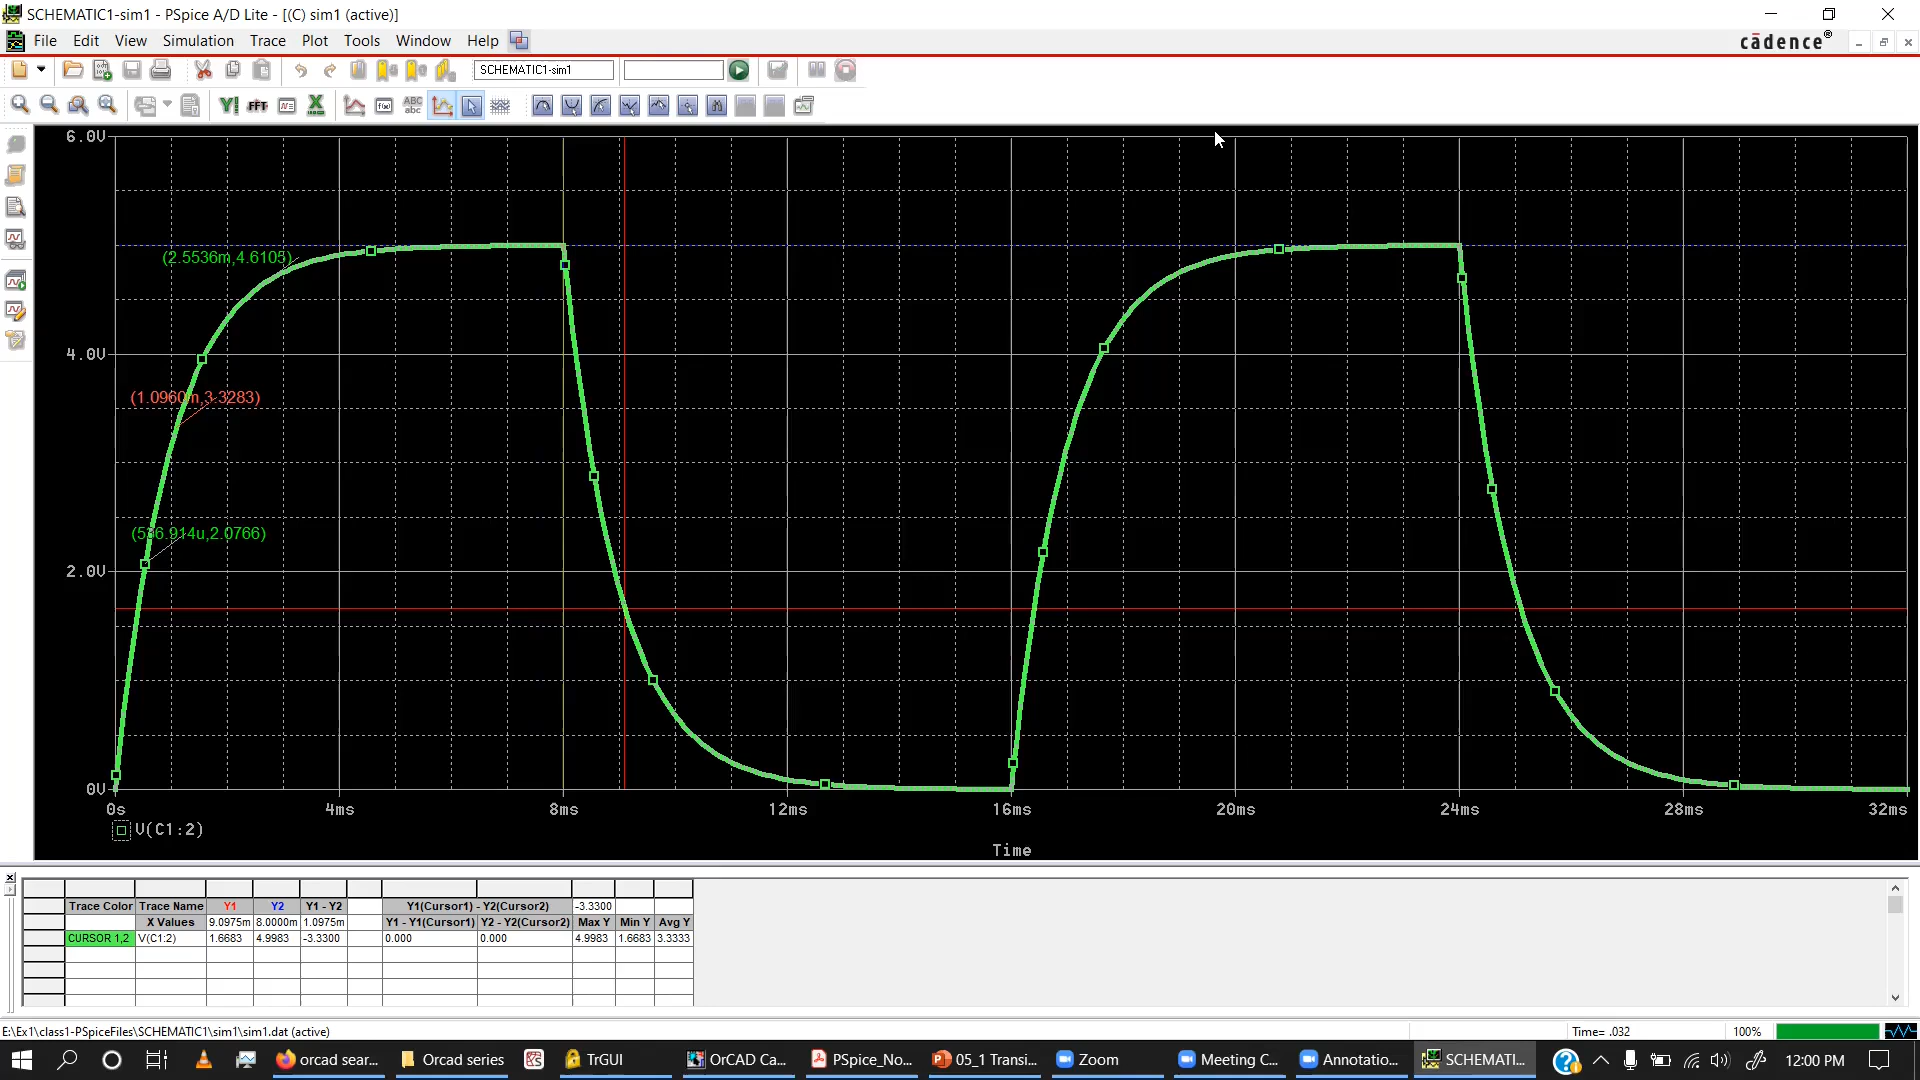 SCHEMATIC1-sim1 - PSpice A/D Lite - [(C) sim1 (active)]
File Edit View Simulation Trace Plot Tools Window Help
cādence®
SCHEMATIC1-sim1
FFT
ABC
abc
6.0V
4.0V
2.0V
0V
(2.5536m,4.6105)
(1.0960m,3.3283)
(536.914u,2.0766)
0s 4ms 8ms 12ms 16ms 20ms 24ms 28ms 32ms
V(C1:2)
Time
Trace Color Trace Name Y1 Y2 Y1 - Y2 Y1(Cursor1) - Y2(Cursor2) -3.3300
X Values 9.0975m 8.0000m 1.0975m Y1 - Y1(Cursor1) Y2 - Y2(Cursor2) Max Y Min Y Avg Y
CURSOR 1,2 V(C1:2) 1.6683 4.9983 -3.3300 0.000 0.000 4.9983 1.6683 3.3333
E:\Ex1\class1-PSpiceFiles\SCHEMATIC1\sim1\sim1.dat (active) Time= .032 100%
orcad sear... Orcad series TrGUI OrCAD Ca... PSpice_No... 05_1 Transi... Zoom Meeting C... Annotatio... SCHEMATI... 12:00 PM